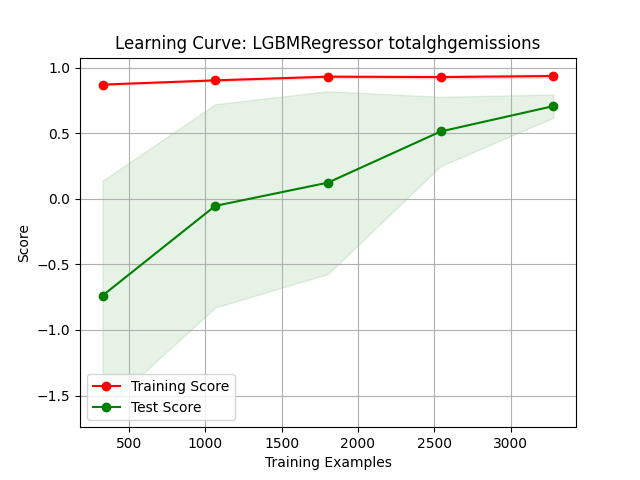 Learning Curve: LGBMRegressor totalghgemissions
1.0
0.5
0.0
−0.5
−1.0
−1.5
Score
Training Score
Test Score
500 1000 1500 2000 2500 3000
Training Examples